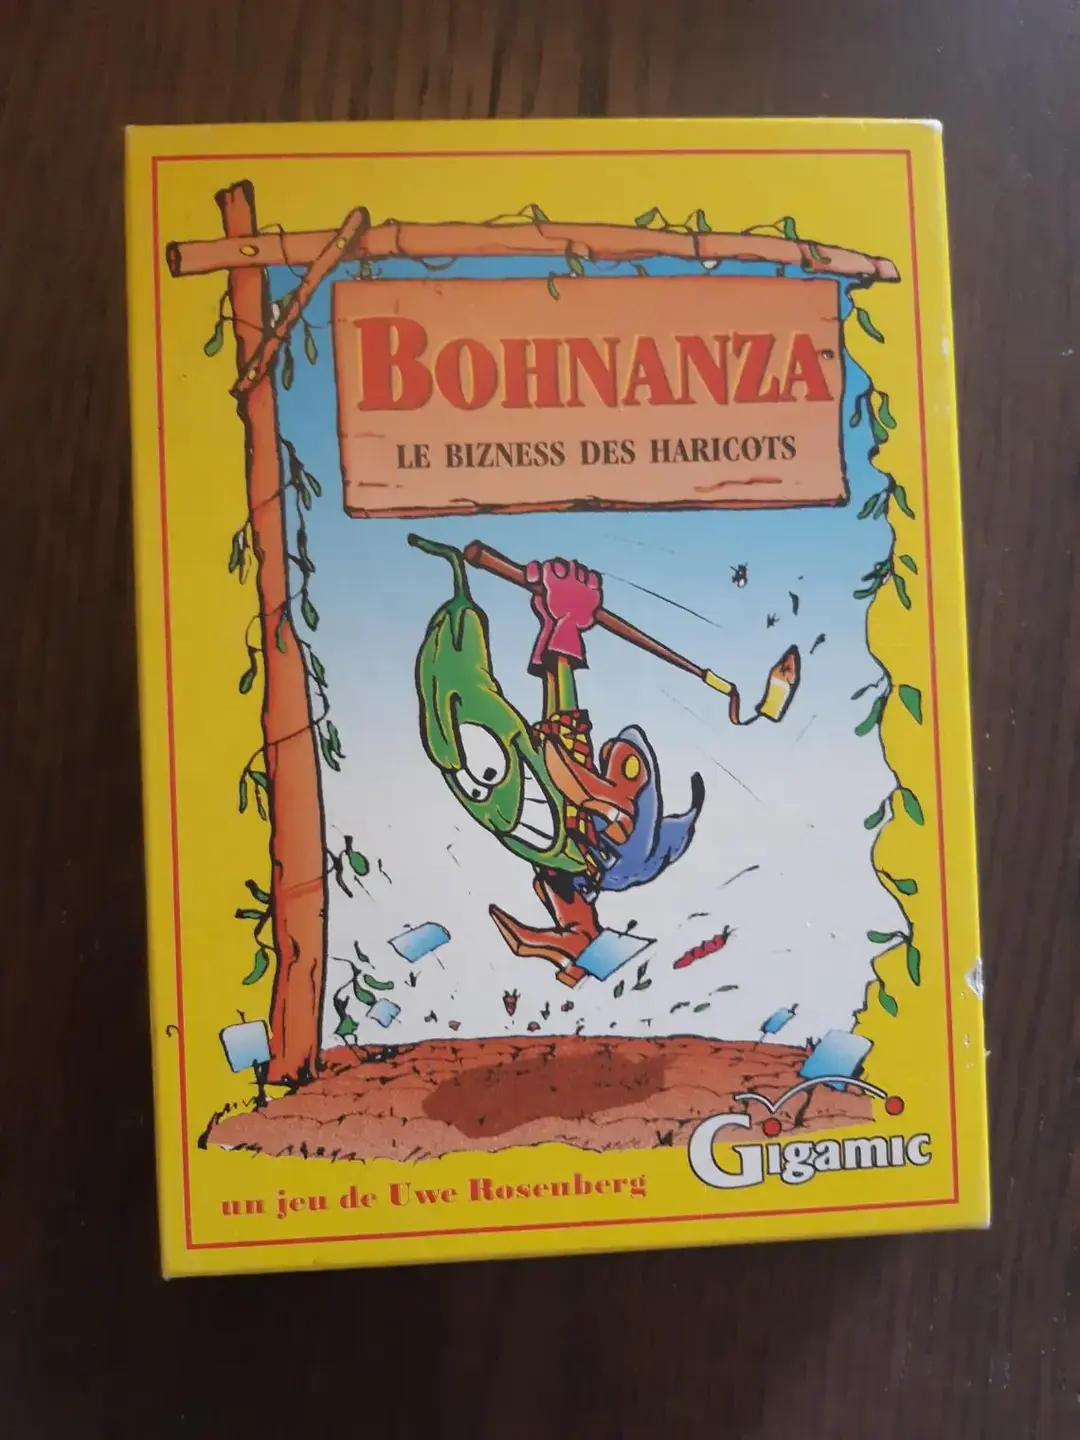 BOHNANZA
LE BIZNESS DES HARICOTS
un jeu de Uwe Rosenberg
Gigamic